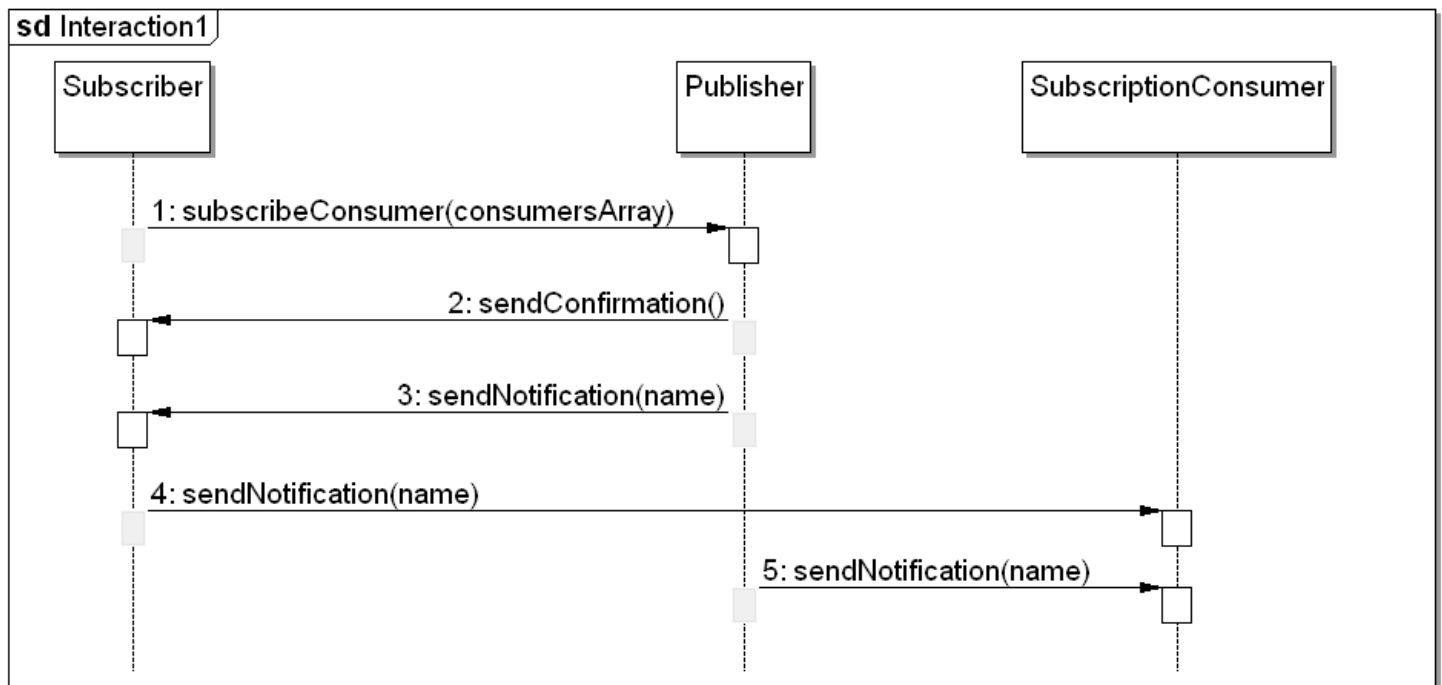 sd Interaction1
Subscriber
Publisher
SubscriptionConsumer
1: subscribeConsumer(consumersArray)
2: sendConfirmation()
3: sendNotification(name)
4: sendNotification(name)
5: sendNotification(name)